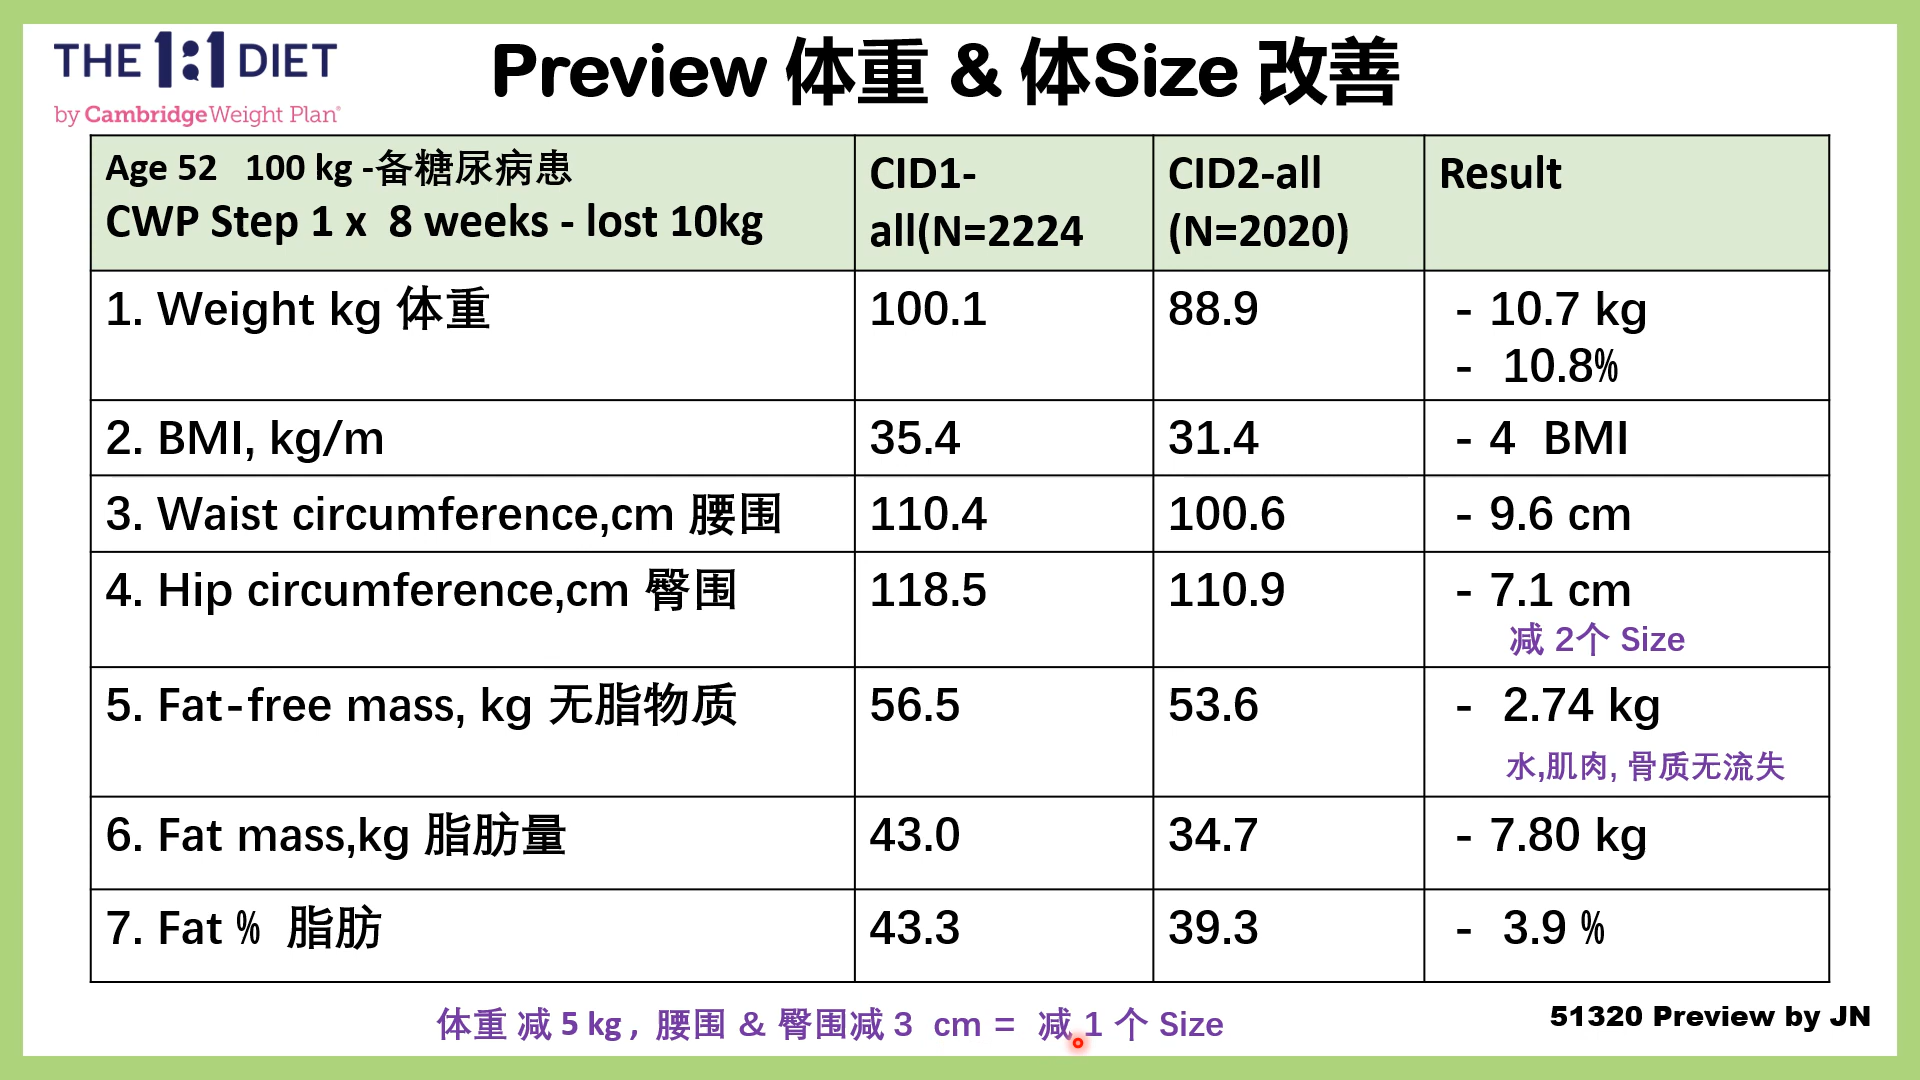 THE 1:1 DIET
by CambridgeWeight Plan®
Preview 体重 & 体Size 改善
Age 52 100 kg -备糖尿病患
CWP Step 1 x 8 weeks - lost 10kg
CID1-
all(N=2224
CID2-all
(N=2020)
Result
1. Weight kg 体重
100.1
88.9
- 10.7 kg
- 10.8%
2. BMI, kg/m
35.4
31.4
- 4 BMI
3. Waist circumference,cm 腰围
110.4
100.6
- 9.6 cm
4. Hip circumference,cm 臀围
118.5
110.9
- 7.1 cm
减 2个 Size
5. Fat-free mass, kg 无脂物质
56.5
53.6
- 2.74 kg
水,肌肉, 骨质无流失
6. Fat mass,kg 脂肪量
43.0
34.7
- 7.80 kg
7. Fat % 脂肪
43.3
39.3
- 3.9 %
体重 减 5 kg , 腰围 & 臀围减 3 cm = 减 1 个 Size
51320 Preview by JN